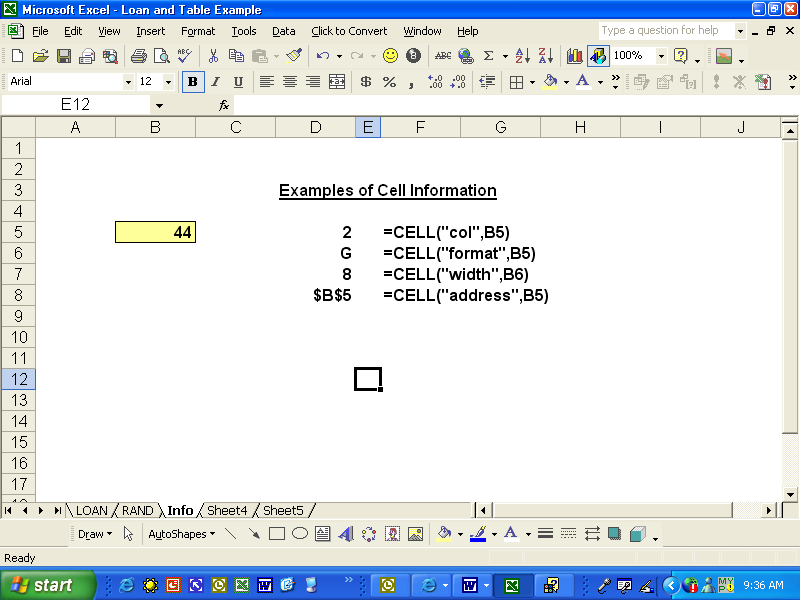 Microsoft Excel - Loan and Table Example
File Edit View Insert Format Tools Data Click to Convert Window Help Type a question for help
100%
Arial 12 B I U $ % ,
E12 fx
A B C D E F G H I J
1
2
3 Examples of Cell Information
4
5 44 2 =CELL("col",B5)
6 G =CELL("format",B5)
7 8 =CELL("width",B6)
8 $B$5 =CELL("address",B5)
9
10
11
12
13
14
15
16
17
LOAN RAND Info Sheet4 Sheet5
Draw AutoShapes
Ready
start 9:36 AM